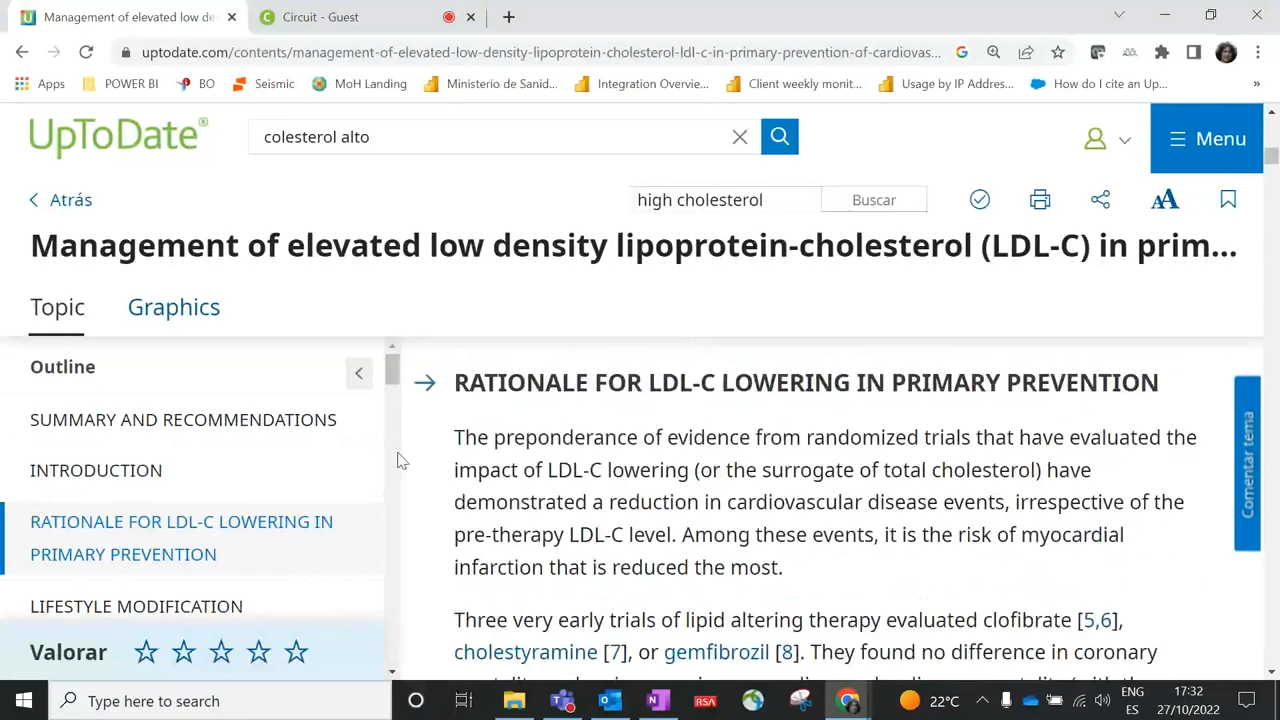 Management of elevated low de
Circuit - Guest
uptodate.com/contents/management-of-elevated-low-density-lipoprotein-cholesterol-ldl-c-in-primary-prevention-of-cardiovas...
Apps
POWER BI
BO
Seismic
MoH Landing
Ministerio de Sanid...
Integration Overvie...
Client weekly monit...
Usage by IP Addres...
How do I cite an Up...
»
UpToDate®
colesterol alto
Menu
Atrás
high cholesterol
Buscar
AA
Management of elevated low density lipoprotein-cholesterol (LDL-C) in prim...
Topic
Graphics
Outline
SUMMARY AND RECOMMENDATIONS
INTRODUCTION
RATIONALE FOR LDL-C LOWERING IN
PRIMARY PREVENTION
LIFESTYLE MODIFICATION
Valorar
RATIONALE FOR LDL-C LOWERING IN PRIMARY PREVENTION
The preponderance of evidence from randomized trials that have evaluated the
impact of LDL-C lowering (or the surrogate of total cholesterol) have
demonstrated a reduction in cardiovascular disease events, irrespective of the
pre-therapy LDL-C level. Among these events, it is the risk of myocardial
infarction that is reduced the most.
Three very early trials of lipid altering therapy evaluated clofibrate [5,6],
cholestyramine [7], or gemfibrozil [8]. They found no difference in coronary
Comentar tema
Type here to search
RSA
22°C
ENG
ES
17:32
27/10/2022